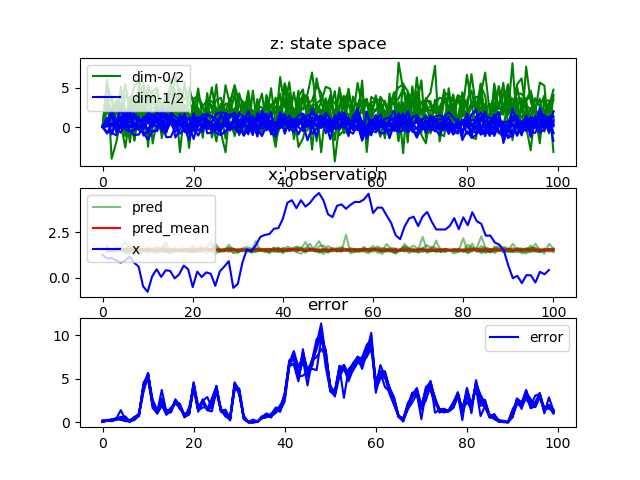 z: state space
5
0
dim-0/2
dim-1/2
0 20 40 60 80 100
x: observation
2.5
0.0
pred
pred_mean
x
0 20 40 60 80 100
error
10
5
0
error
0 20 40 60 80 100